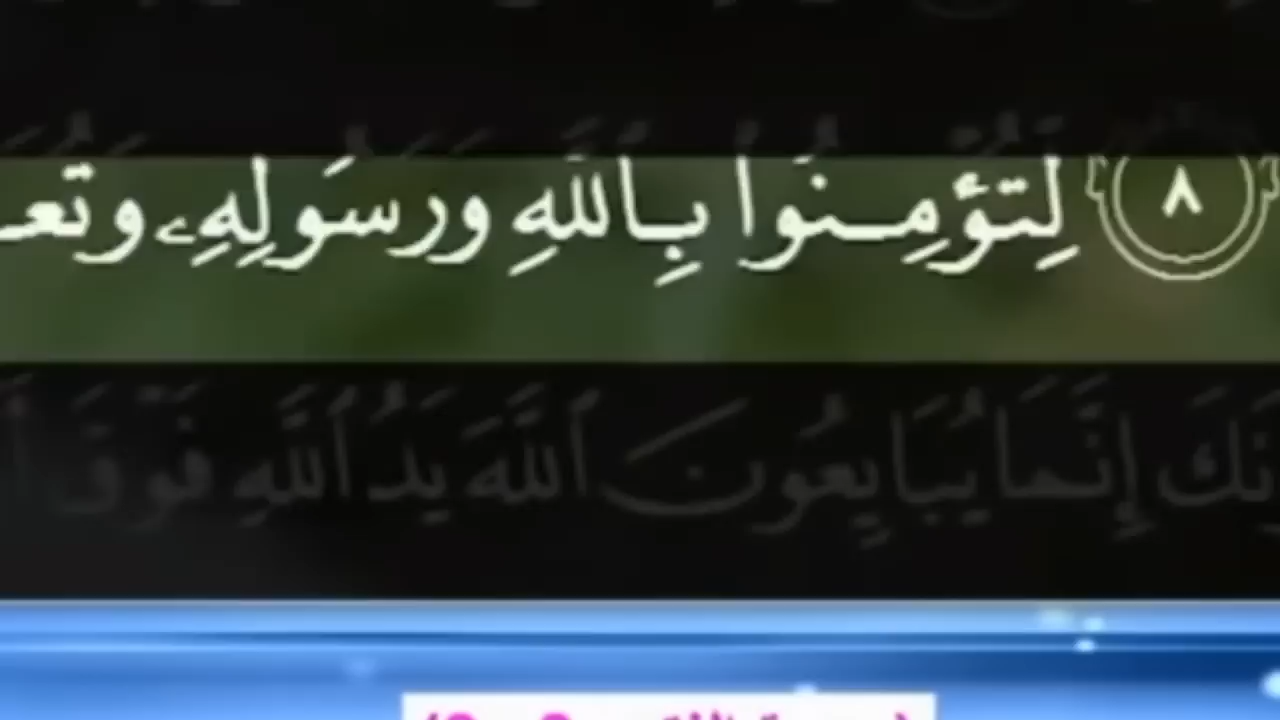 ٨ لِتُؤْمِنُوا۟ بِٱللَّهِ وَرَسُولِهِۦ وَتُعَ
إِنَّمَا يُبَايِعُونَ ٱللَّهَ يَدُ ٱللَّهِ فَوْقَ